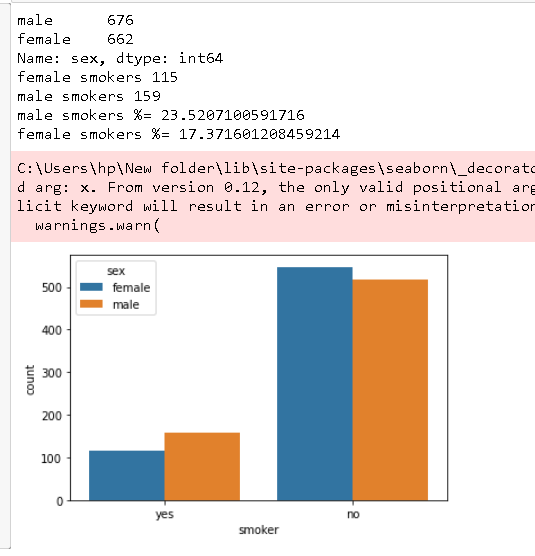 male      676
female    662
Name: sex, dtype: int64
female smokers 115
male smokers 159
male smokers %= 23.5207100591716
female smokers %= 17.371601208459214
C:\Users\hp\New folder\lib\site-packages\seaborn\_decorato
d arg: x. From version 0.12, the only valid positional arg
licit keyword will result in an error or misinterpretation
  warnings.warn(
sex
female
male
500
400
300
200
100
0
count
yes no
smoker